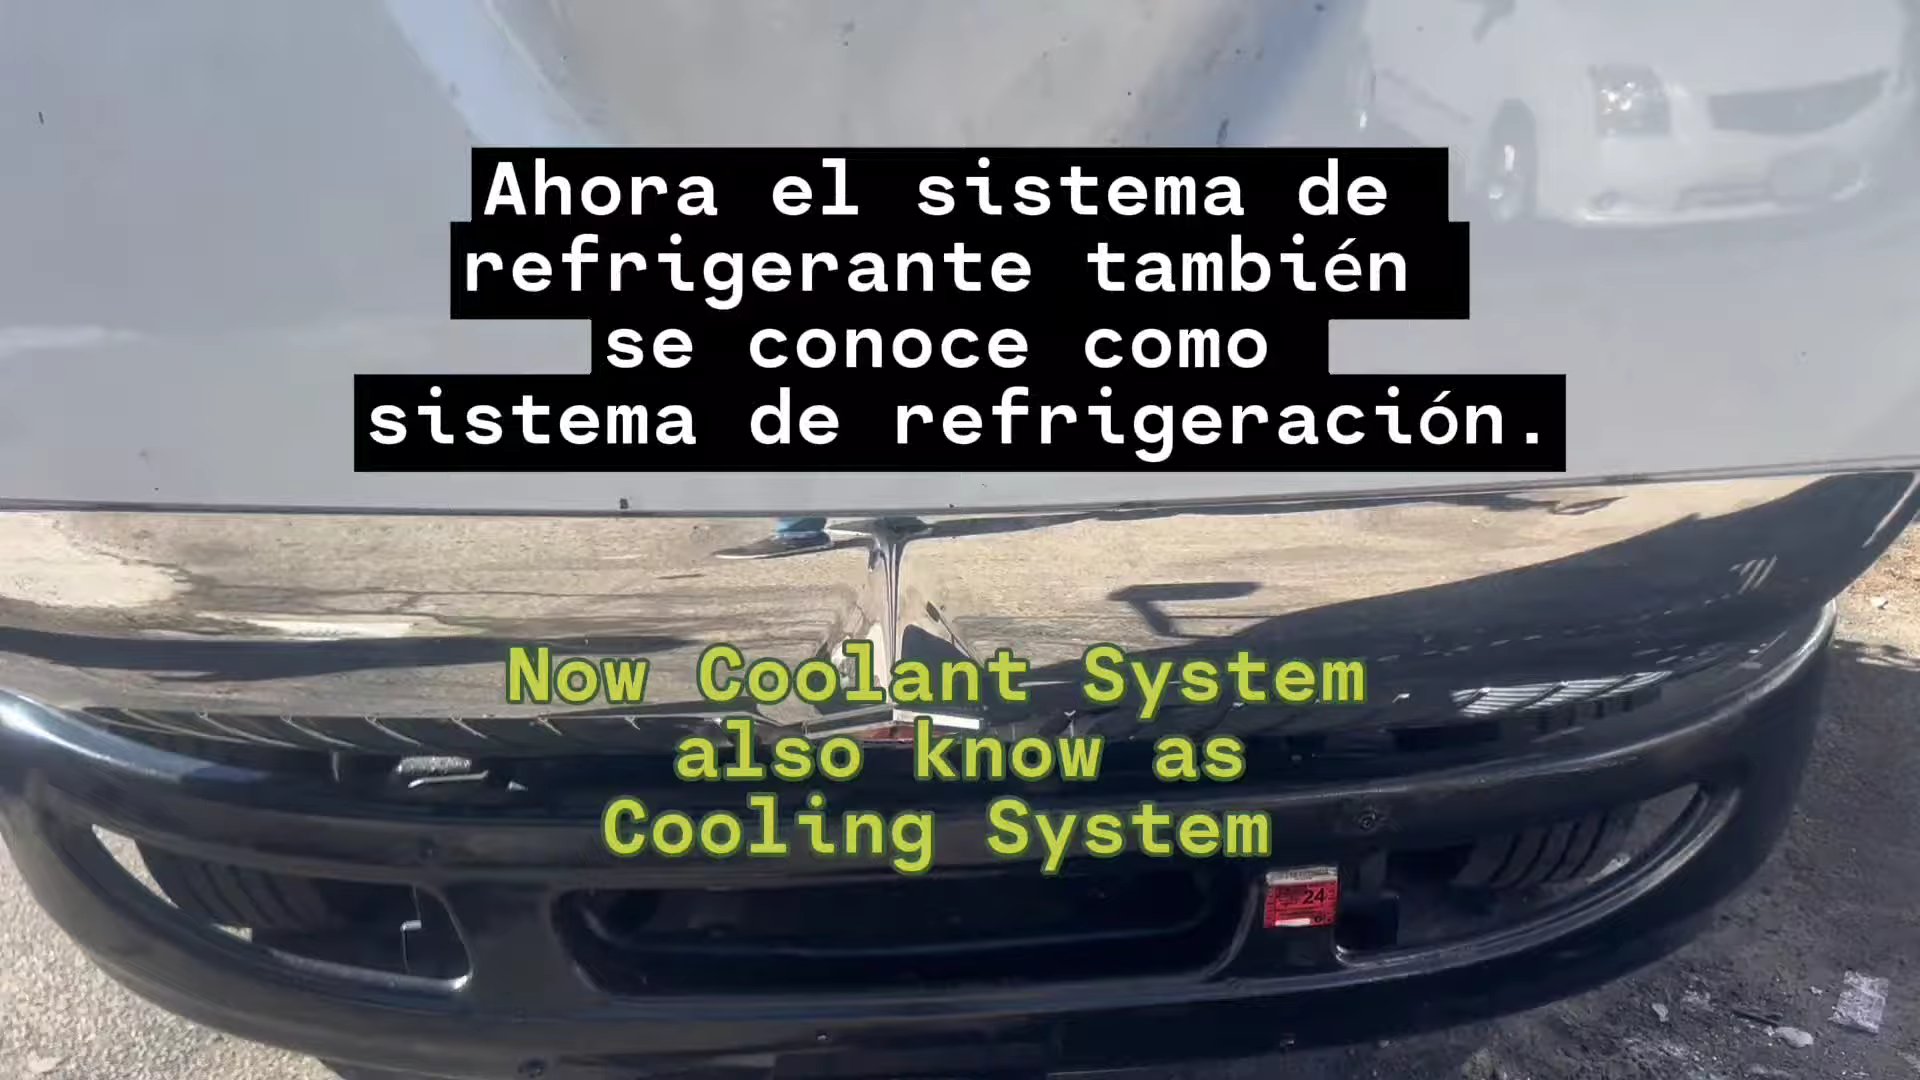 Ahora el sistema de
refrigerante también
se conoce como
sistema de refrigeración.
Now Coolant System
also know as
Cooling System
24